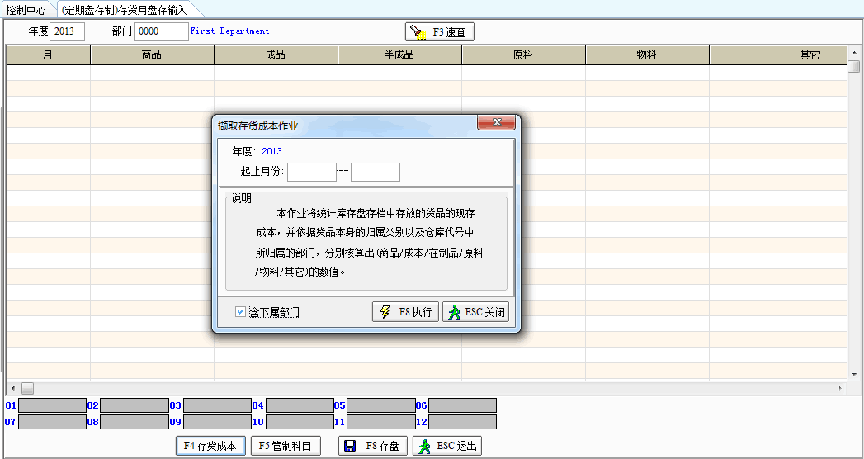 控制中心 (定期盘存制)存货月盘存输入
年度 2013 部门 0000 First Department F3速查
月 商品 成品 半成品 原料 物料 其它
撷取存货成本作业
年度: 2013
起止月份: ---
说明
本作业将统计库存盘存档中存放的货品的现存
成本，并依据货品本身的归属类别以及仓库代号中
所归属的部门，分别核算出(商品/成本/在制品/原料
/物料/其它)的数值。
含下属部门 F8执行 ESC关闭
01 02 03 04 05 06
07 08 09 10 11 12
F4存货成本 F5管制科目 F8存盘 ESC退出